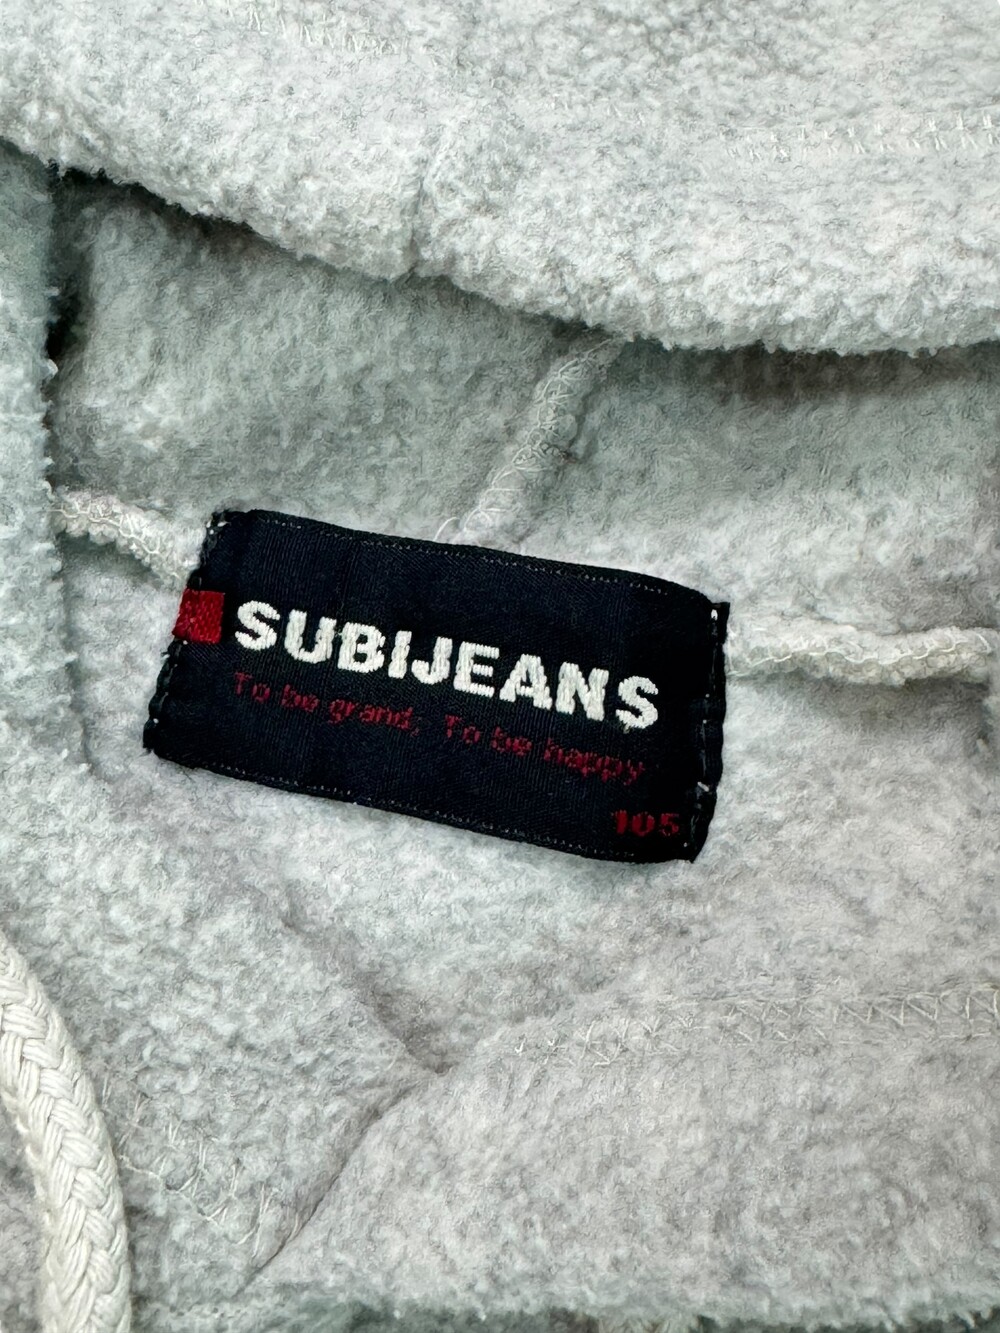 SUBIJEANS
To be grand, To be happy
105